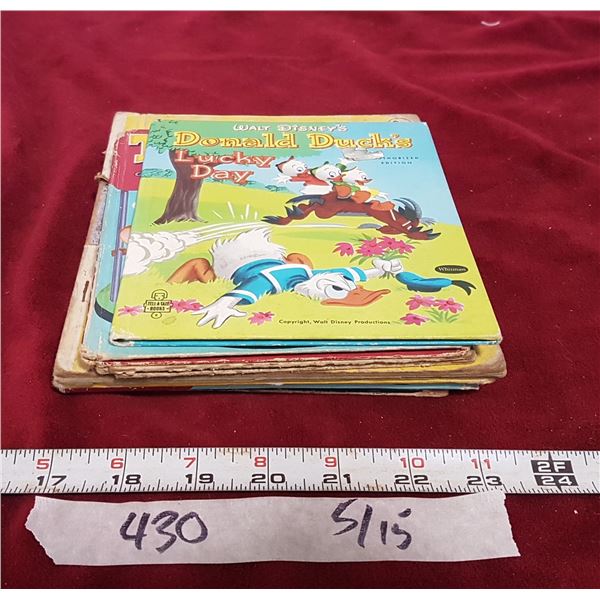 WALT DISNEY'S
Donald Duck's
Lucky
Day
AUTHORIZED
EDITION
Whitman
TELL-A-TALE
BOOKS
Copyright, Walt Disney Productions
5 6 7 8 9 10 11 2F
17 18 19 20 21 22 23 24
430 5/15